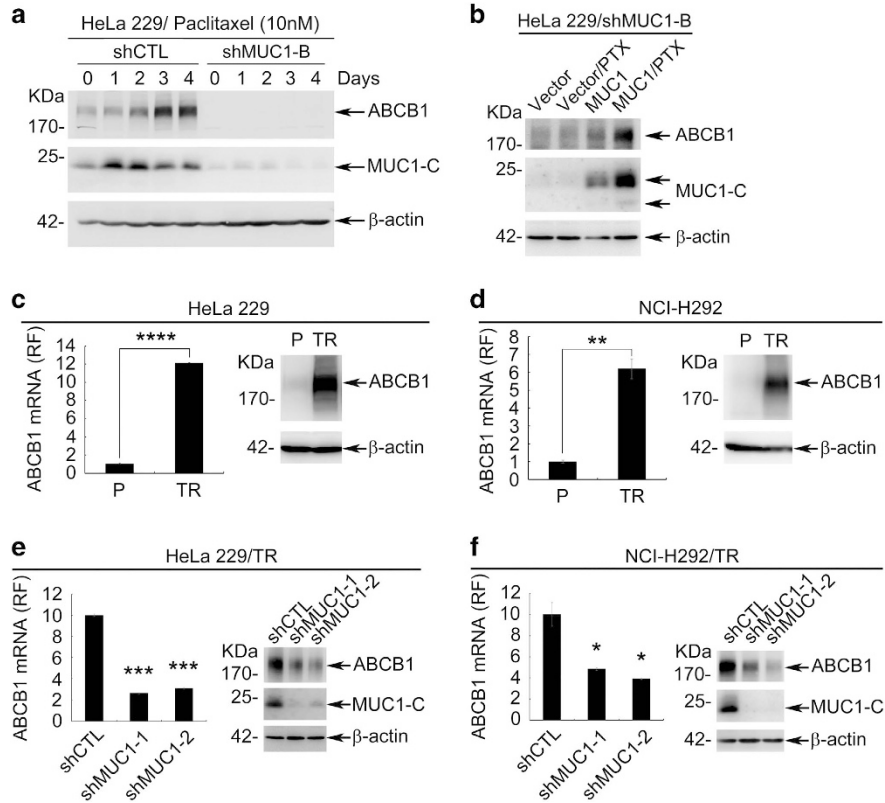 a
HeLa 229/ Paclitaxel (10nM)
shCTL shMUC1-B
0 1 2 3 4 0 1 2 3 4 Days
KDa
170-
ABCB1
25-
MUC1-C
42-
β-actin
b
HeLa 229/shMUC1-B
Vector Vector/PTX MUC1 MUC1/PTX
KDa
170-
ABCB1
25-
MUC1-C
42-
β-actin
c
HeLa 229
ABCB1 mRNA (RF)
14
12
10
8
6
4
2
0
****
P TR
P TR
KDa
170-
ABCB1
42-
β-actin
d
NCI-H292
ABCB1 mRNA (RF)
8
7
6
5
4
3
2
1
0
**
P TR
P TR
KDa
170-
ABCB1
42-
β-actin
e
HeLa 229/TR
ABCB1 mRNA (RF)
12
10
8
6
4
2
0
*** ***
shCTL shMUC1-1 shMUC1-2
shCTL shMUC1-1 shMUC1-2
KDa
170-
ABCB1
25-
MUC1-C
42-
β-actin
f
NCI-H292/TR
ABCB1 mRNA (RF)
12
10
8
6
4
2
0
* *
shCTL shMUC1-1 shMUC1-2
shCTL shMUC1-1 shMUC1-2
KDa
170-
ABCB1
25-
MUC1-C
42-
β-actin